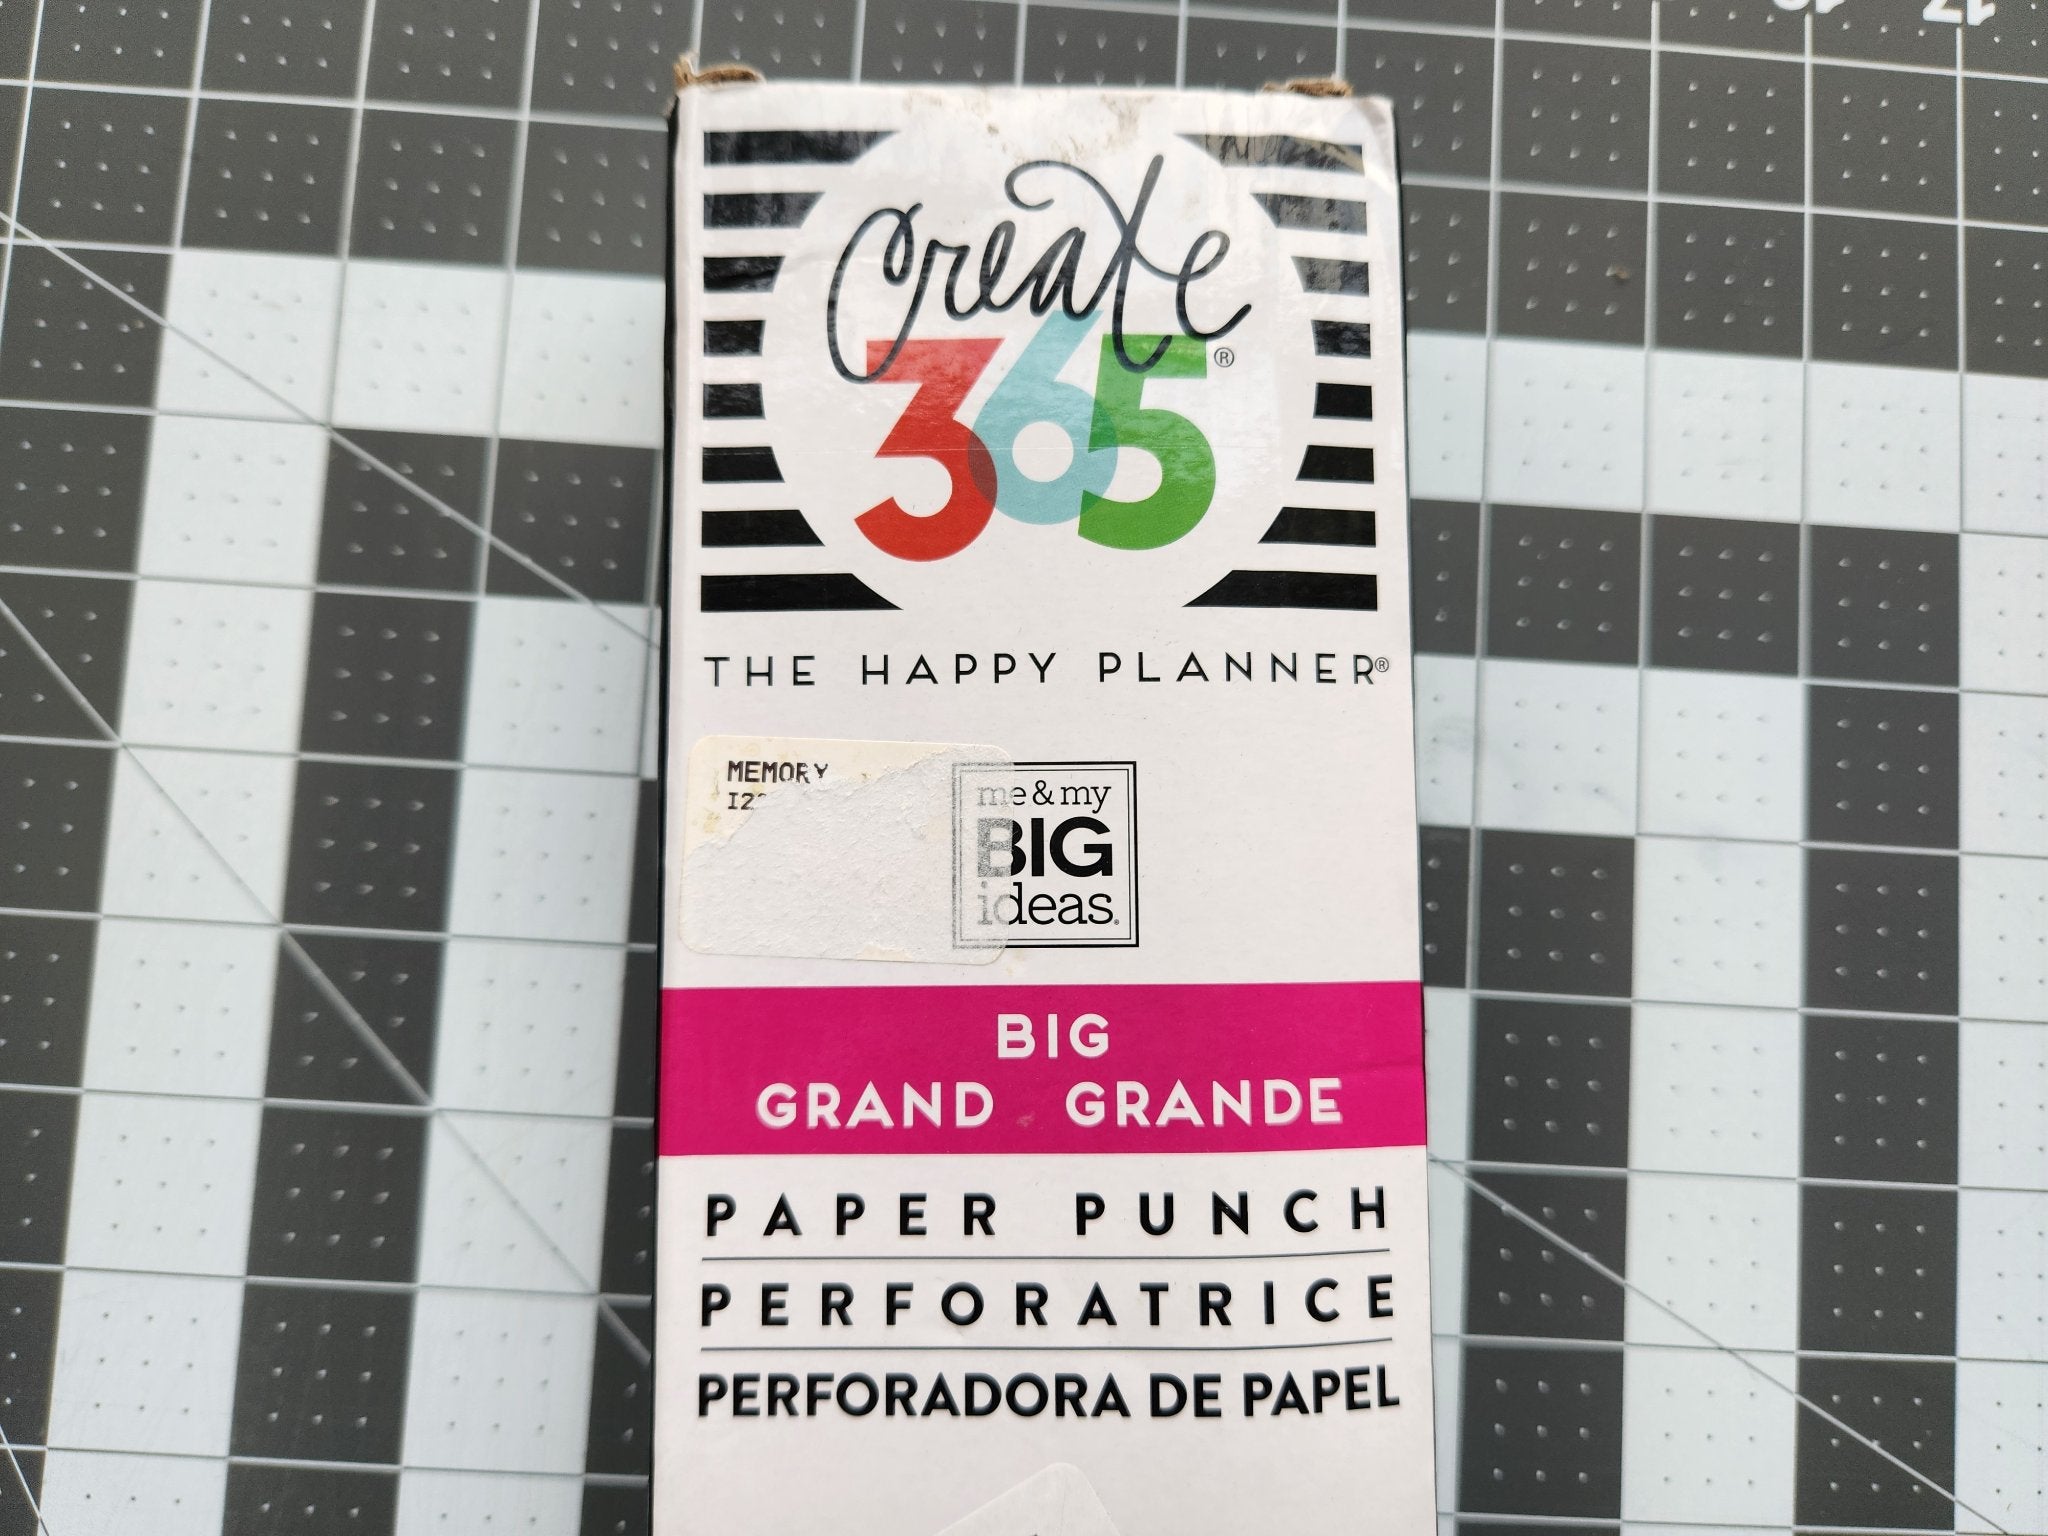 17
Create
365®
THE HAPPY PLANNER®
MEMORY
me & my
BIG
ideas.
BIG
GRAND GRANDE
PAPER PUNCH
PERFORATRICE
PERFORADORA DE PAPEL